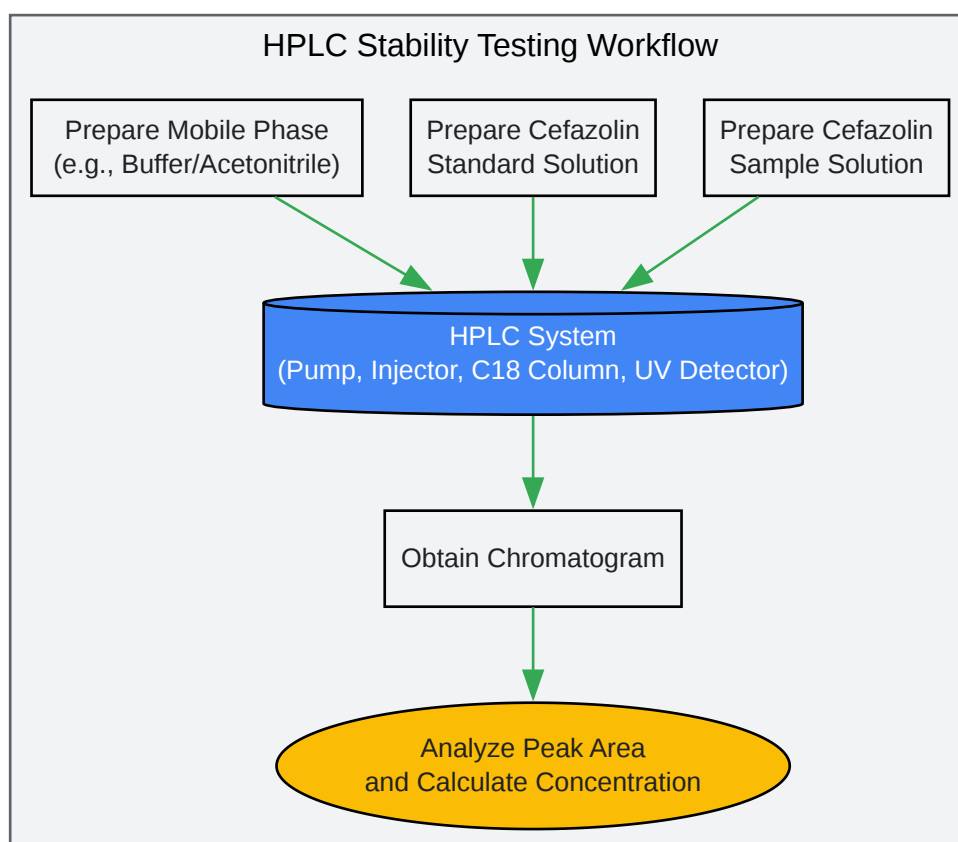 HPLC Stability Testing Workflow
Prepare Mobile Phase
(e.g., Buffer/Acetonitrile)
Prepare Cefazolin
Standard Solution
Prepare Cefazolin
Sample Solution
HPLC System
(Pump, Injector, C18 Column, UV Detector)
Obtain Chromatogram
Analyze Peak Area
and Calculate Concentration